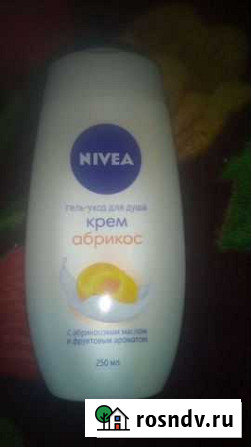 NIVEA
гель-уход для душа
крем
абрикос
с абрикосовым маслом
и фруктовым ароматом
250 мл
rosndv.ru